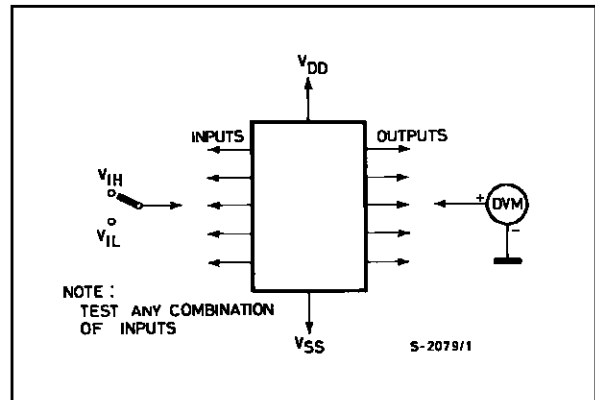 VDD
INPUTS
OUTPUTS
VIH
VIL
+
DVM
-
NOTE :
TEST ANY COMBINATION
OF INPUTS
VSS
S-2079/1